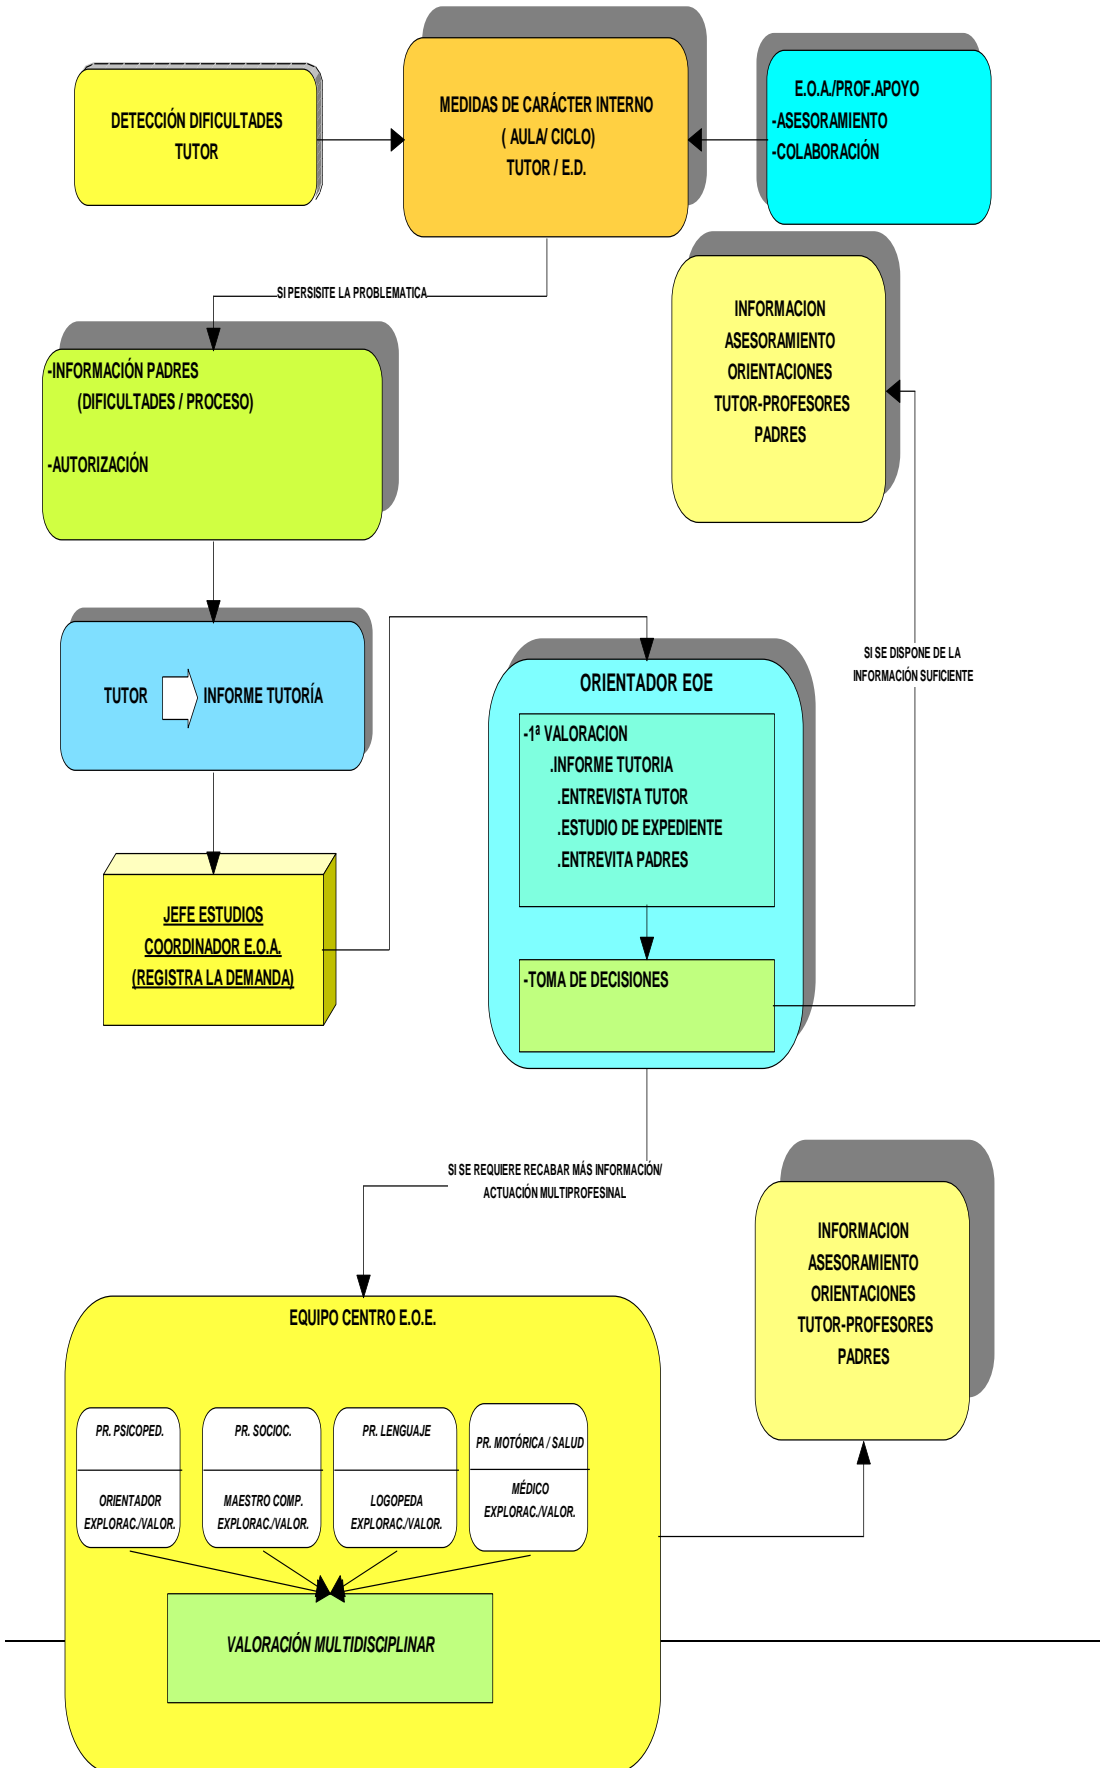 DETECCIÓN DIFICULTADES
TUTOR
MEDIDAS DE CARÁCTER INTERNO
( AULA/ CICLO)
TUTOR / E.D.
E.O.A./PROF.APOYO
-ASESORAMIENTO
-COLABORACIÓN
SI PERSISITE LA PROBLEMATICA
INFORMACION
ASESORAMIENTO
ORIENTACIONES
TUTOR-PROFESORES
PADRES
-INFORMACIÓN PADRES
(DIFICULTADES / PROCESO)
-AUTORIZACIÓN
TUTOR
INFORME TUTORÍA
SI SE DISPONE DE LA
INFORMACIÓN SUFICIENTE
ORIENTADOR EOE
-1ª VALORACION
.INFORME TUTORIA
.ENTREVISTA TUTOR
.ESTUDIO DE EXPEDIENTE
.ENTREVITA PADRES
JEFE ESTUDIOS
COORDINADOR E.O.A.
(REGISTRA LA DEMANDA)
-TOMA DE DECISIONES
SI SE REQUIERE RECABAR MÁS INFORMACIÓN/
ACTUACIÓN MULTIPROFESINAL
INFORMACION
ASESORAMIENTO
ORIENTACIONES
TUTOR-PROFESORES
PADRES
EQUIPO CENTRO E.O.E.
PR. PSICOPED.
ORIENTADOR
EXPLORAC./VALOR.
PR. SOCIOC.
MAESTRO COMP.
EXPLORAC./VALOR.
PR. LENGUAJE
LOGOPEDA
EXPLORAC./VALOR.
PR. MOTÓRICA / SALUD
MÉDICO
EXPLORAC./VALOR.
VALORACIÓN MULTIDISCIPLINAR